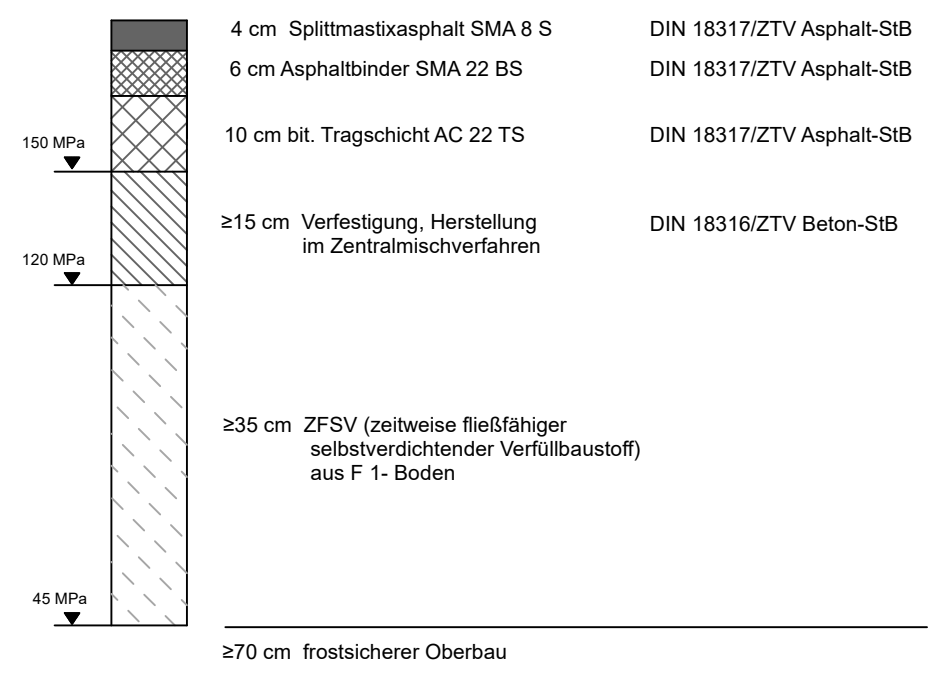 4 cm Splittmastixasphalt SMA 8 S DIN 18317/ZTV Asphalt-StB
6 cm Asphaltbinder SMA 22 BS DIN 18317/ZTV Asphalt-StB
10 cm bit. Tragschicht AC 22 TS DIN 18317/ZTV Asphalt-StB
150 MPa
≥15 cm Verfestigung, Herstellung DIN 18316/ZTV Beton-StB
im Zentralmischverfahren
120 MPa
≥35 cm ZFSV (zeitweise fließfähiger
selbstverdichtender Verfüllbaustoff)
aus F 1- Boden
45 MPa
≥70 cm frostsicherer Oberbau